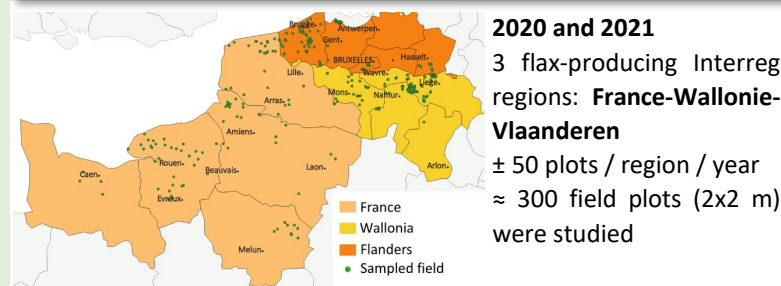 Brugge
Antwerpen
Gent
BRUXELLES
Hasselt
Lille
Wavre
Liège
Mons
Namur
Arras
Amiens
Arlon
Rouen
Beauvais
Laon
Caen
Evreux
Melun
France
Wallonia
Flanders
Sampled field
2020 and 2021
3 flax-producing Interreg
regions: France-Wallonie-
Vlaanderen
± 50 plots / region / year
≈ 300 field plots (2x2 m)
were studied